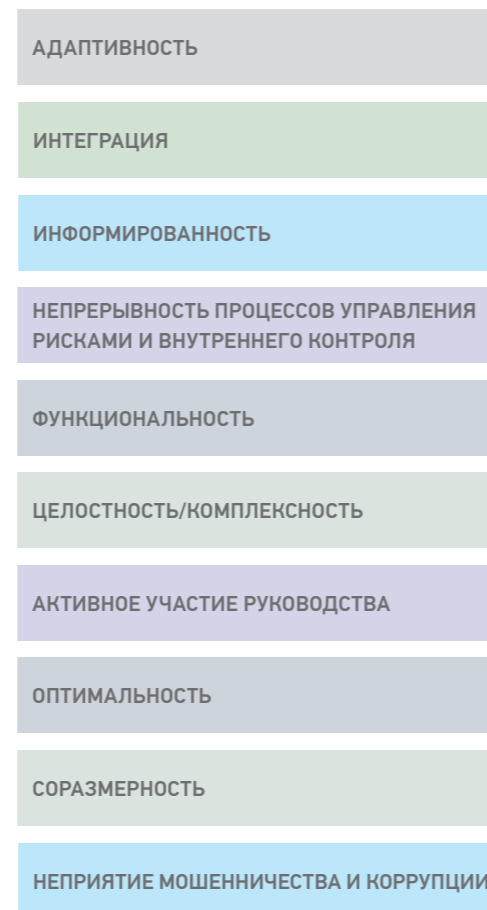 АДАПТИВНОСТЬ
ИНТЕГРАЦИЯ
ИНФОРМИРОВАННОСТЬ
НЕПРЕРЫВНОСТЬ ПРОЦЕССОВ УПРАВЛЕНИЯ
РИСКАМИ И ВНУТРЕННЕГО КОНТРОЛЯ
ФУНКЦИОНАЛЬНОСТЬ
ЦЕЛОСТНОСТЬ/КОМПЛЕКСНОСТЬ
АКТИВНОЕ УЧАСТИЕ РУКОВОДСТВА
ОПТИМАЛЬНОСТЬ
СОРАЗМЕРНОСТЬ
НЕПРИЯТИЕ МОШЕННИЧЕСТВА И КОРРУПЦИИ